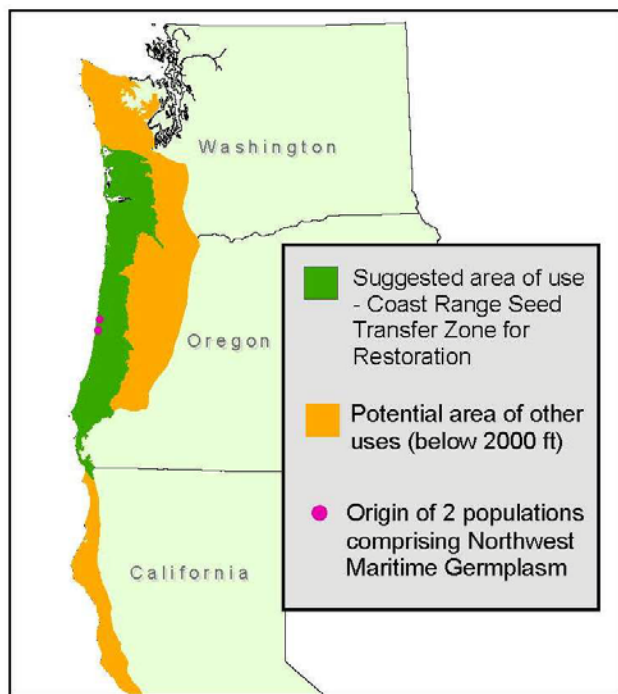 Washington
Oregon
California
Suggested area of use
- Coast Range Seed
Transfer Zone for
Restoration
Potential area of other
uses (below 2000 ft)
Origin of 2 populations
comprising Northwest
Maritime Germplasm